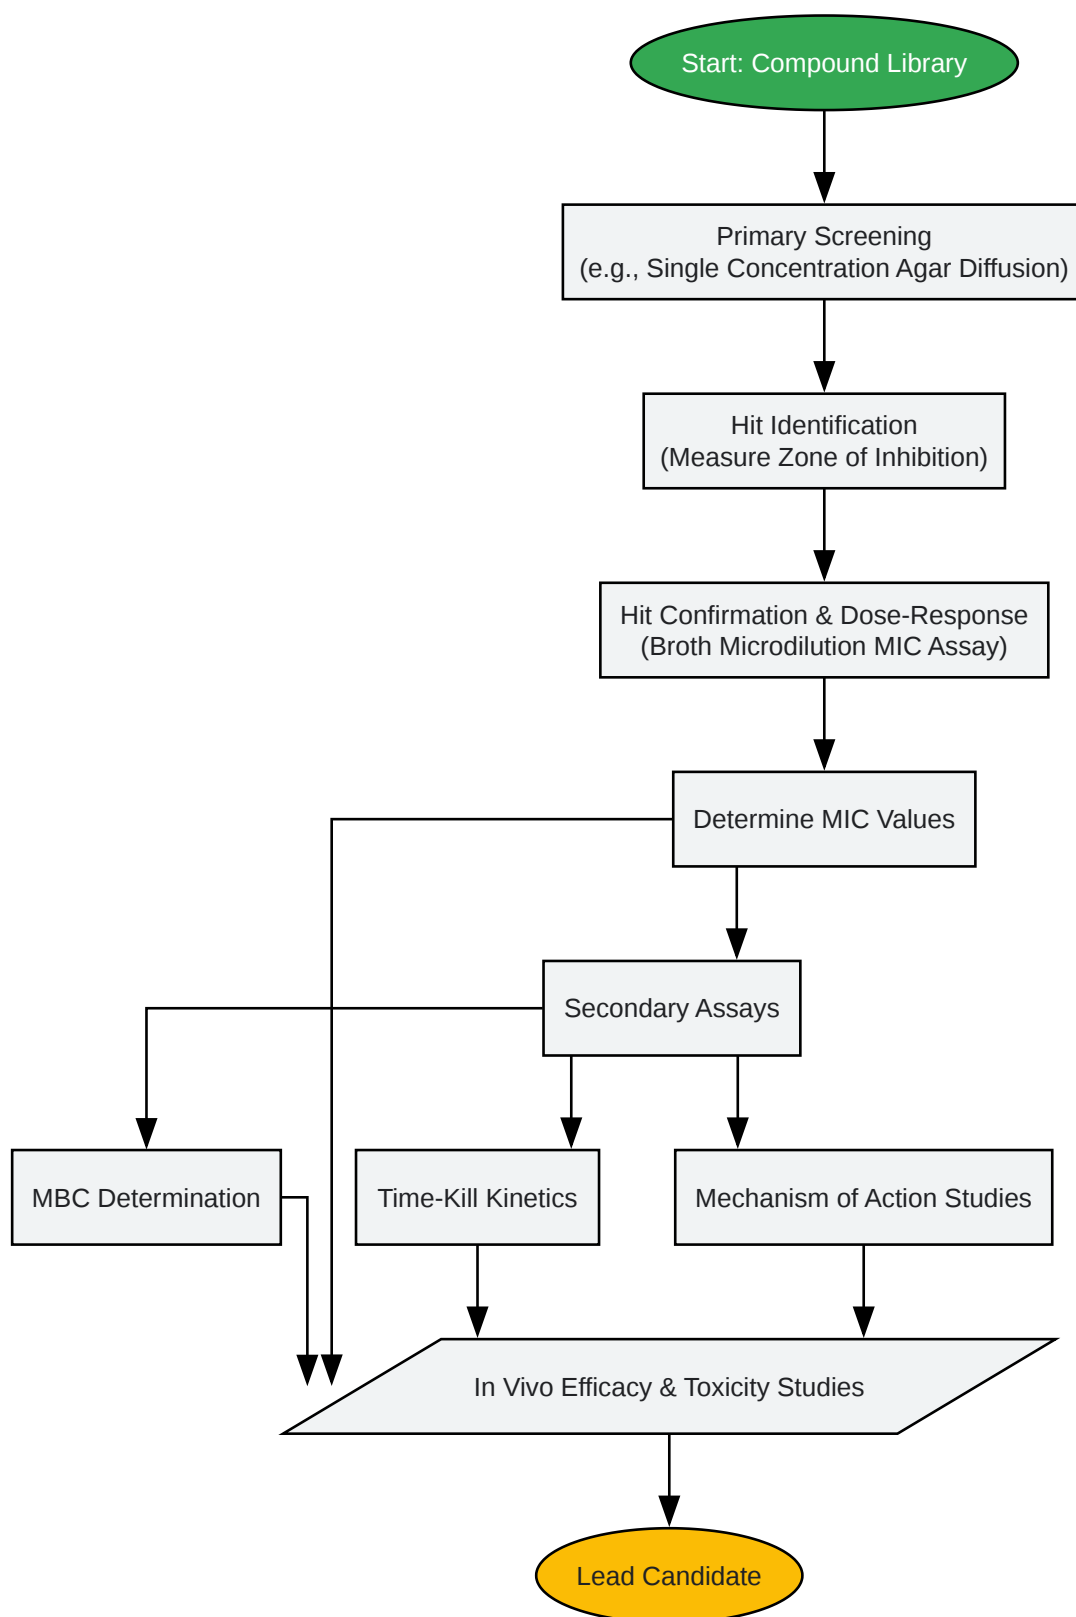 Start: Compound Library
Primary Screening
(e.g., Single Concentration Agar Diffusion)
Hit Identification
(Measure Zone of Inhibition)
Hit Confirmation & Dose-Response
(Broth Microdilution MIC Assay)
Determine MIC Values
Secondary Assays
MBC Determination
Time-Kill Kinetics
Mechanism of Action Studies
In Vivo Efficacy & Toxicity Studies
Lead Candidate